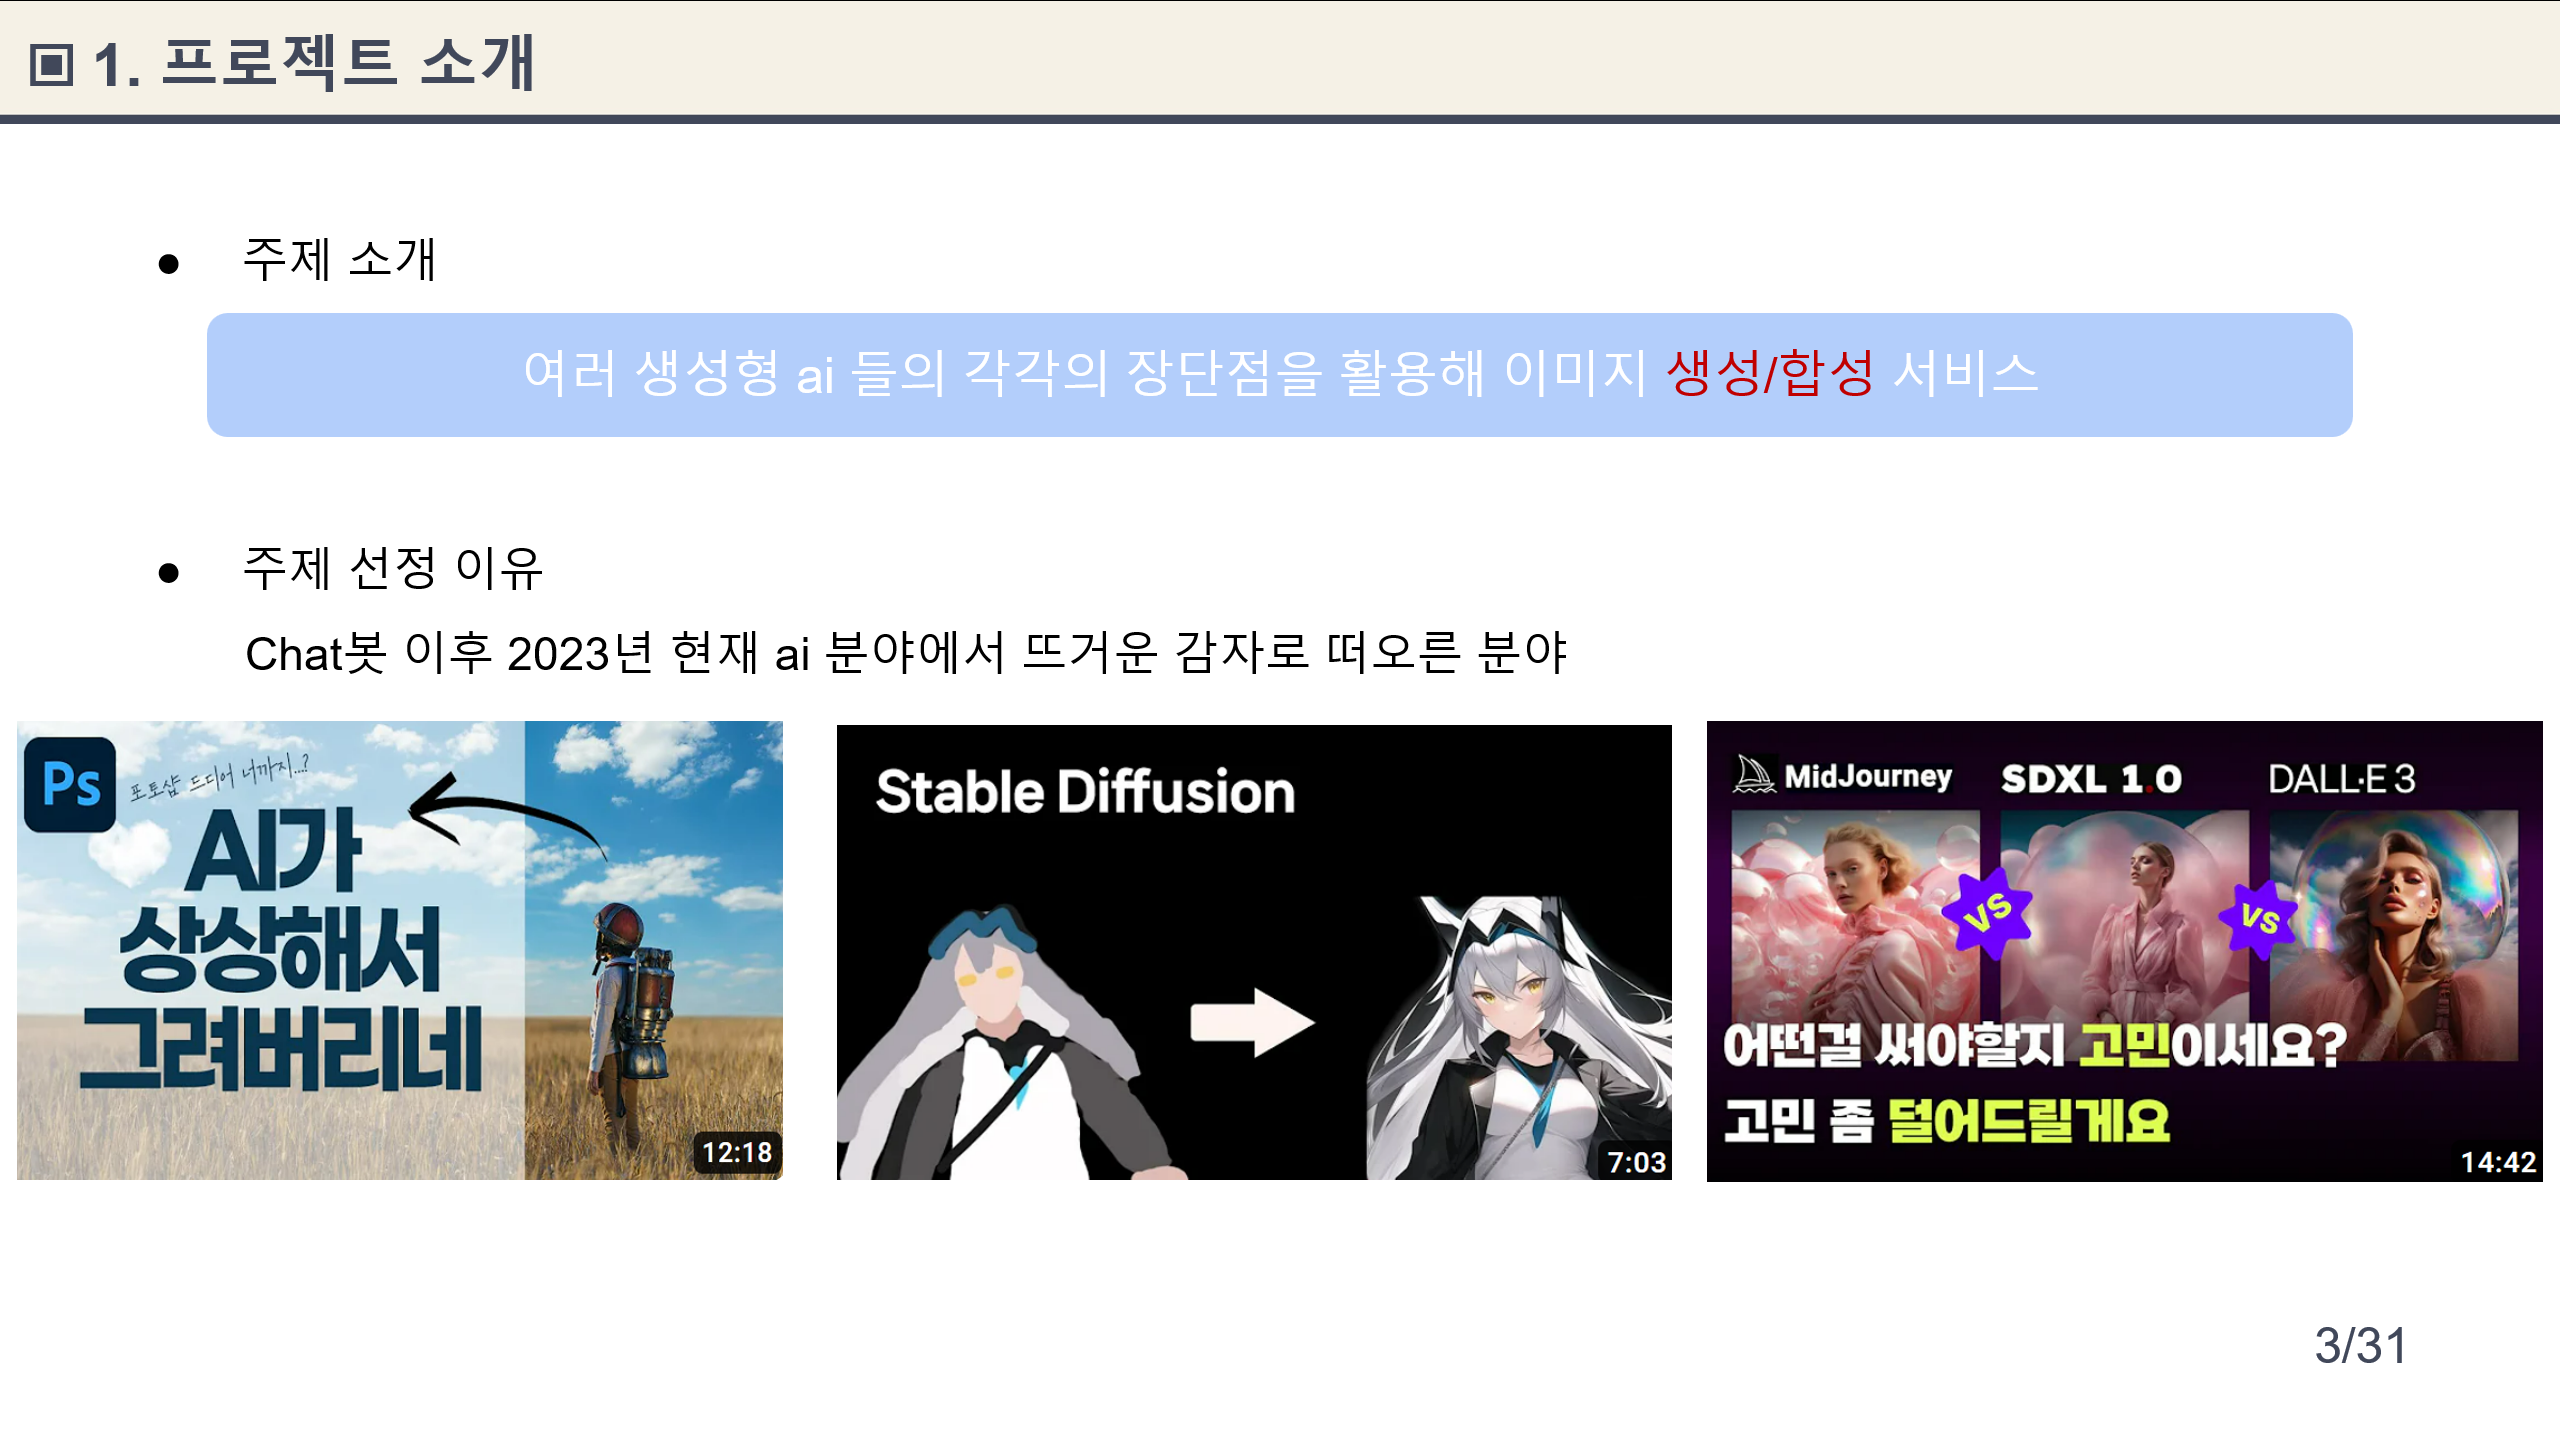 ▣ 1. 프로젝트 소개
● 주제 소개
여러 생성형 ai 들의 각각의 장단점을 활용해 이미지 생성/합성 서비스
● 주제 선정 이유
Chat봇 이후 2023년 현재 ai 분야에서 뜨거운 감자로 떠오른 분야
Ps
포토샵 드디어 너까지...?
AI가
상상해서
그려버리네
12:18
Stable Diffusion
7:03
MidJourney SDXL 1.0 DALL·E 3
VS VS
어떤걸 써야할지 고민이세요?
고민 좀 덜어드릴게요
14:42
3/31